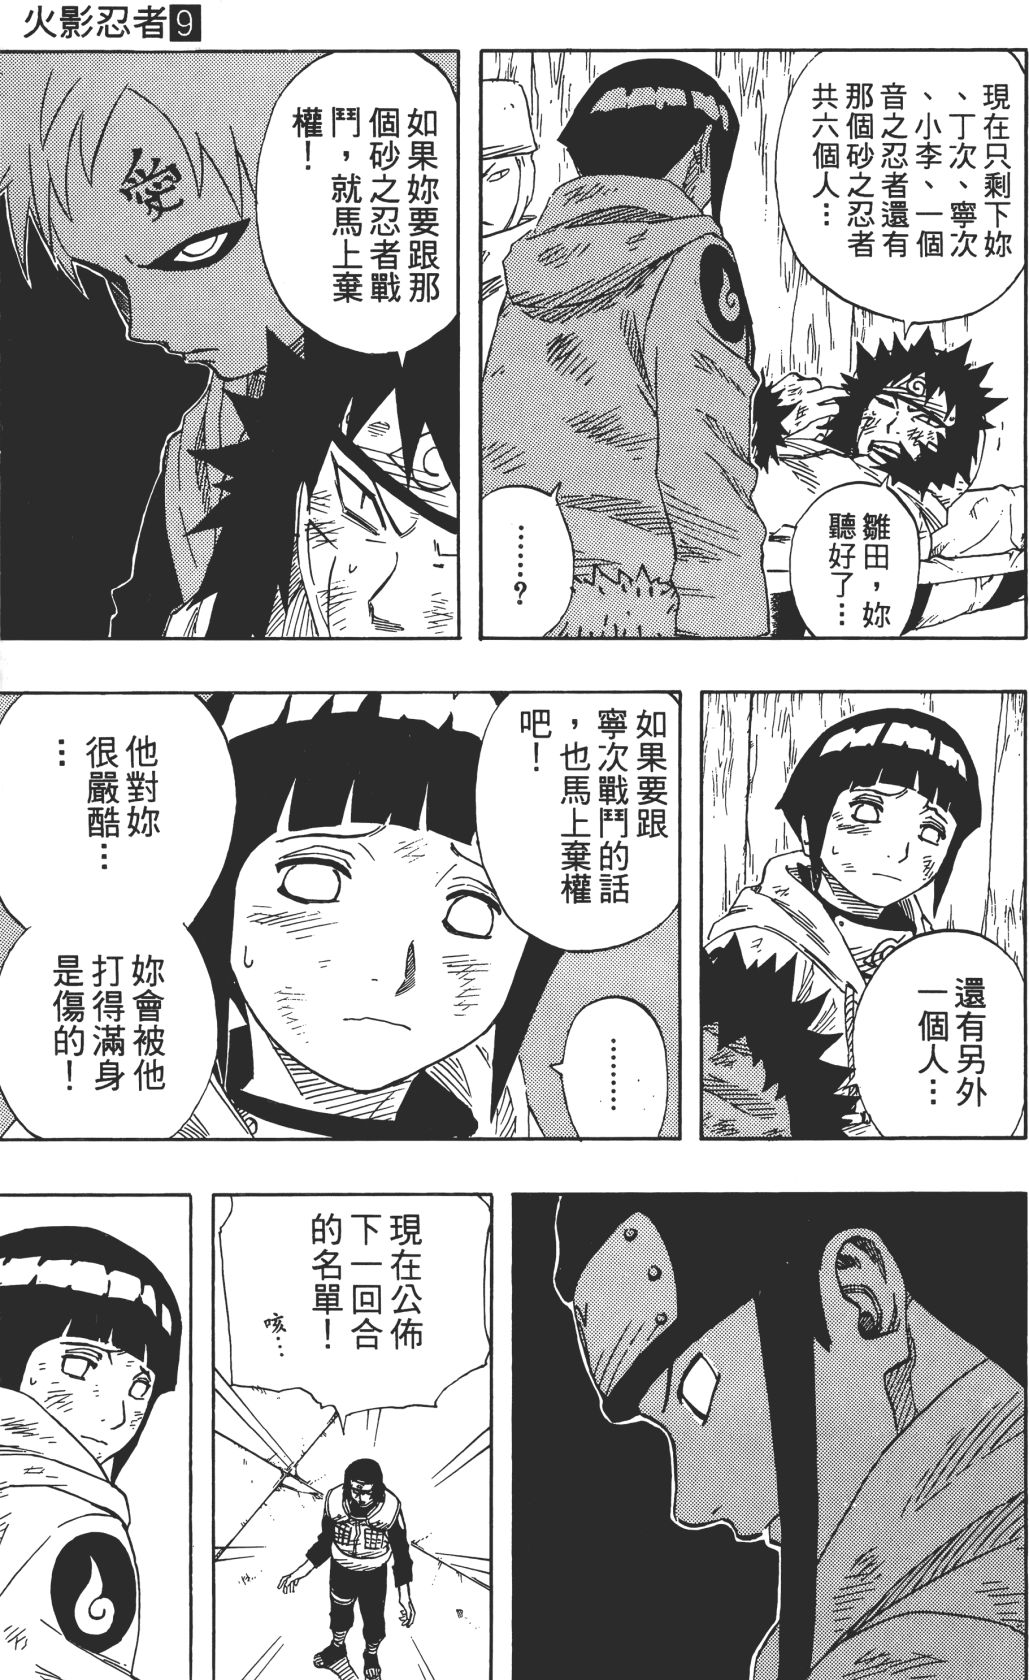 火影忍者9
現在只剩下妳
、丁次、寧次
、小李、一個
音之忍者還有
那個砂之忍者
共六個人…
雛田，妳
聽好了…
……?
如果妳要跟那
個砂之忍者戰
鬥，就馬上棄
權！
愛
還有另外
一個人…
如果要跟
寧次戰鬥的話
，也馬上棄權
吧！
………
他對妳
很嚴酷…
…
妳會被他
打得滿身
是傷的！
現在公佈
下一回合
的名單！
咳…